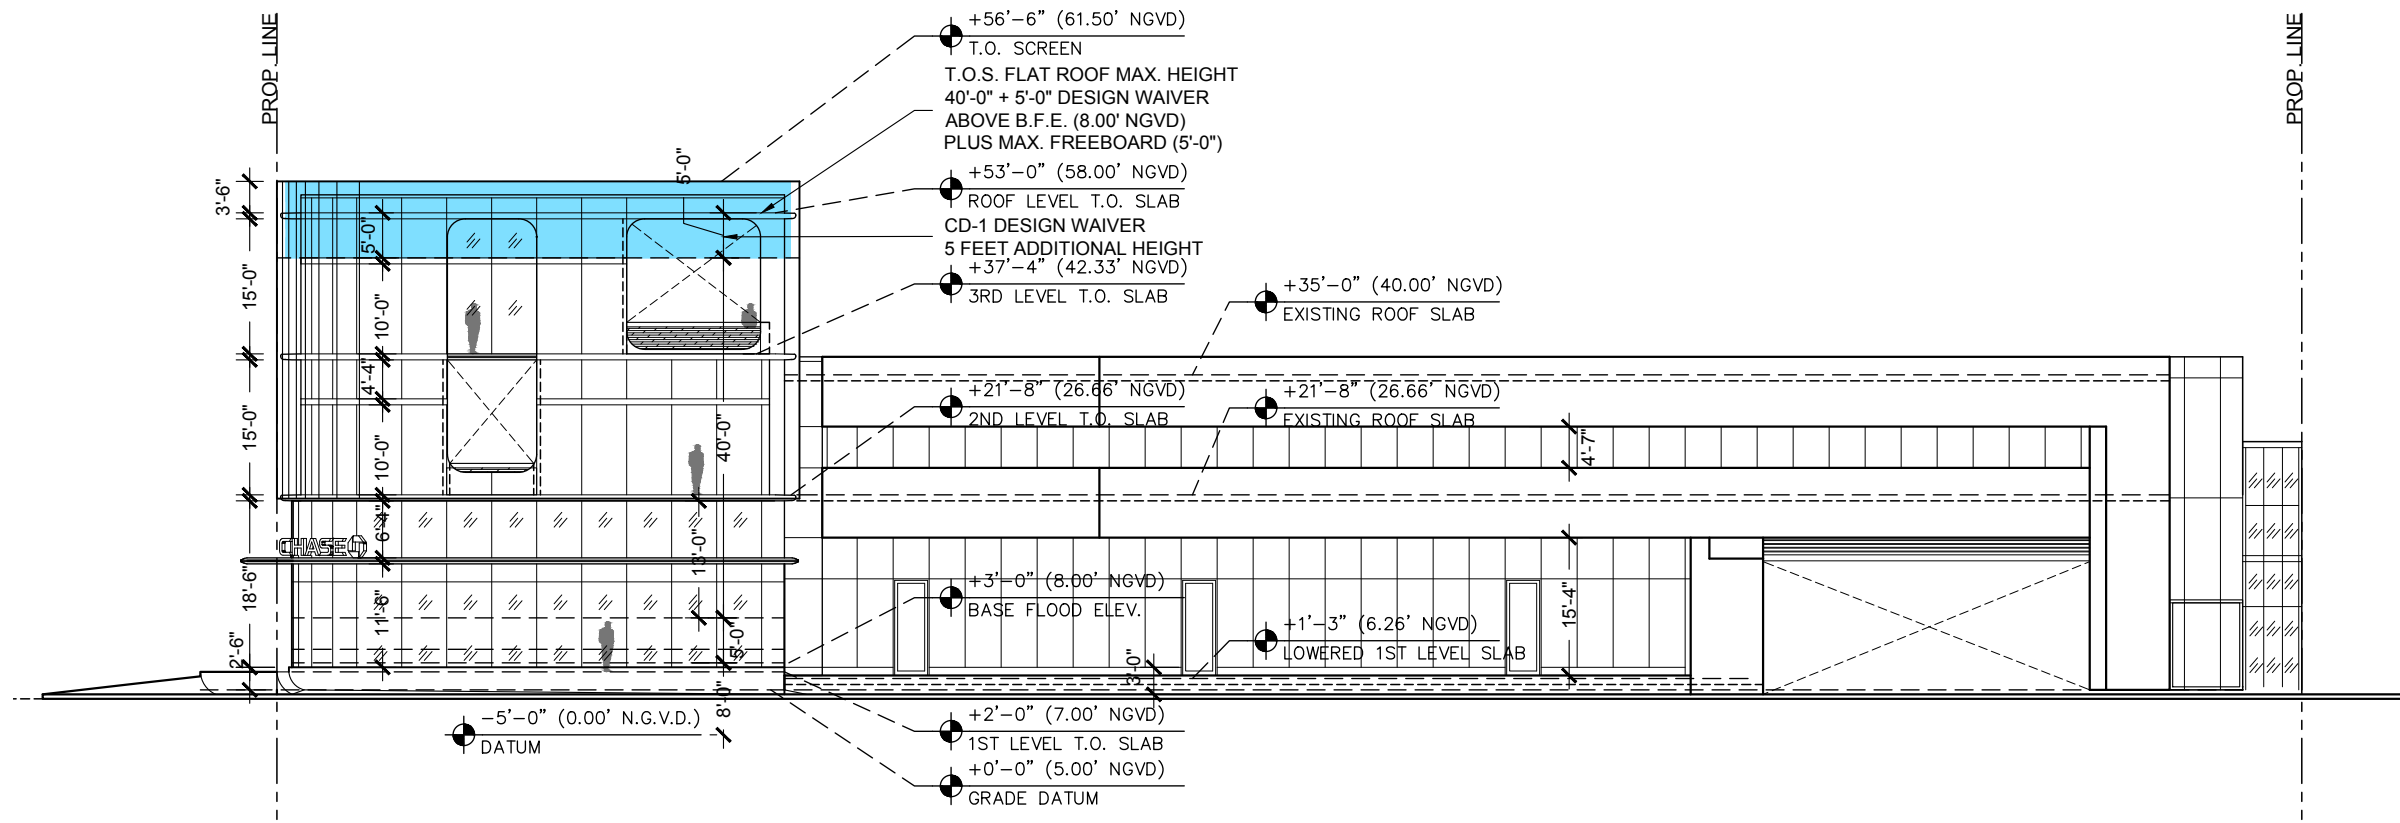 PROP. LINE
PROP. LINE
+56'-6" (61.50' NGVD)
T.O. SCREEN
T.O.S. FLAT ROOF MAX. HEIGHT
40'-0" + 5'-0" DESIGN WAIVER
ABOVE B.F.E. (8.00' NGVD)
PLUS MAX. FREEBOARD (5'-0")
+53'-0" (58.00' NGVD)
ROOF LEVEL T.O. SLAB
CD-1 DESIGN WAIVER
5 FEET ADDITIONAL HEIGHT
+37'-4" (42.33' NGVD)
3RD LEVEL T.O. SLAB
+35'-0" (40.00' NGVD)
EXISTING ROOF SLAB
+21'-8" (26.66' NGVD)
2ND LEVEL T.O. SLAB
+21'-8" (26.66' NGVD)
EXISTING ROOF SLAB
+3'-0" (8.00' NGVD)
BASE FLOOD ELEV.
+1'-3" (6.26' NGVD)
LOWERED 1ST LEVEL SLAB
+2'-0" (7.00' NGVD)
1ST LEVEL T.O. SLAB
+0'-0" (5.00' NGVD)
GRADE DATUM
-5'-0" (0.00' N.G.V.D.)
DATUM
CHASE
3'-6"
15'-0"
15'-0"
18'-6"
2'-6"
5'-0"
10'-0"
4'-4"
10'-0"
6'-4"
11'-6"
5'-0"
40'-0"
13'-0"
5'-0"
8'-0"
3'-0"
4'-7"
15'-4"